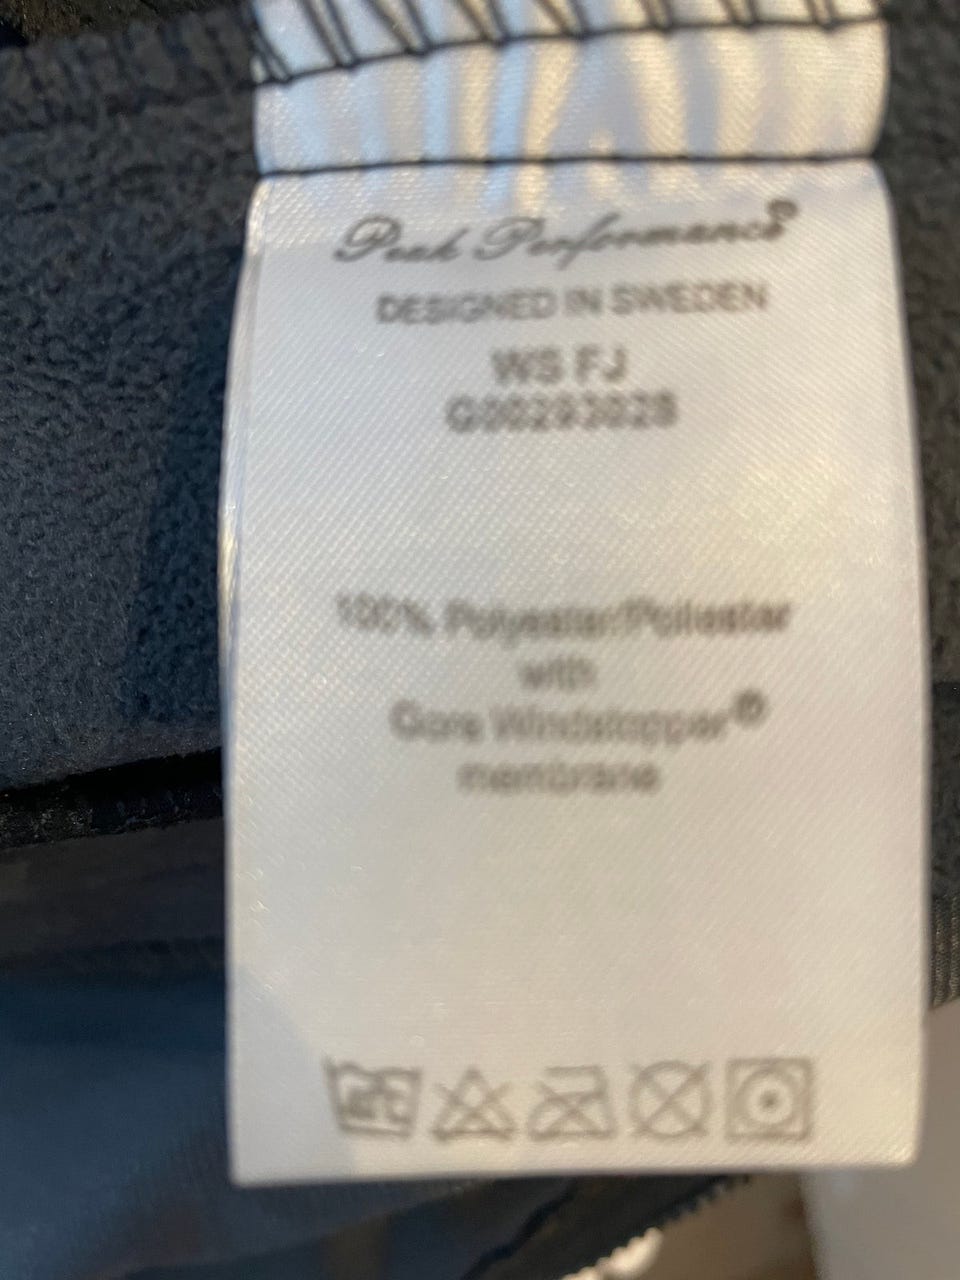 Peak Performance®
DESIGNED IN SWEDEN
WS FJ
G00293028
100% Polyester/Poliester
with
Gore Windstopper®
membrane